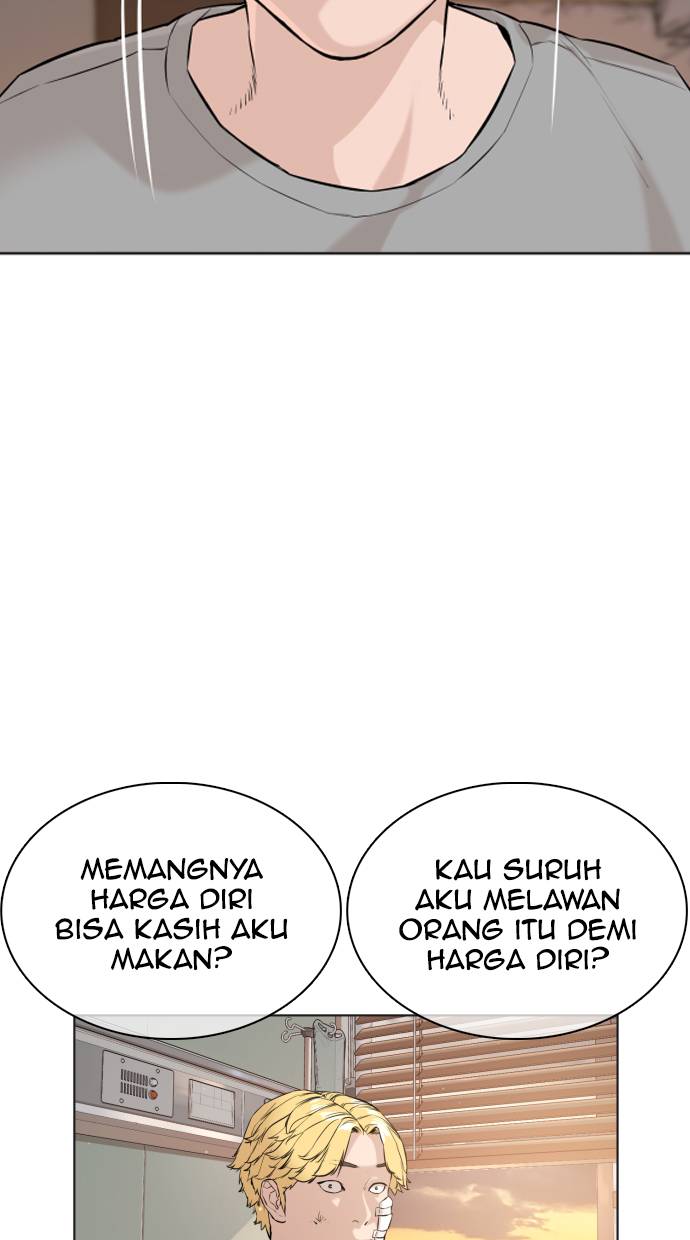 MEMANGNYA
HARGA DIRI
BISA KASIH AKU
MAKAN?
KAU SURUH
AKU MELAWAN
ORANG ITU DEMI
HARGA DIRI?